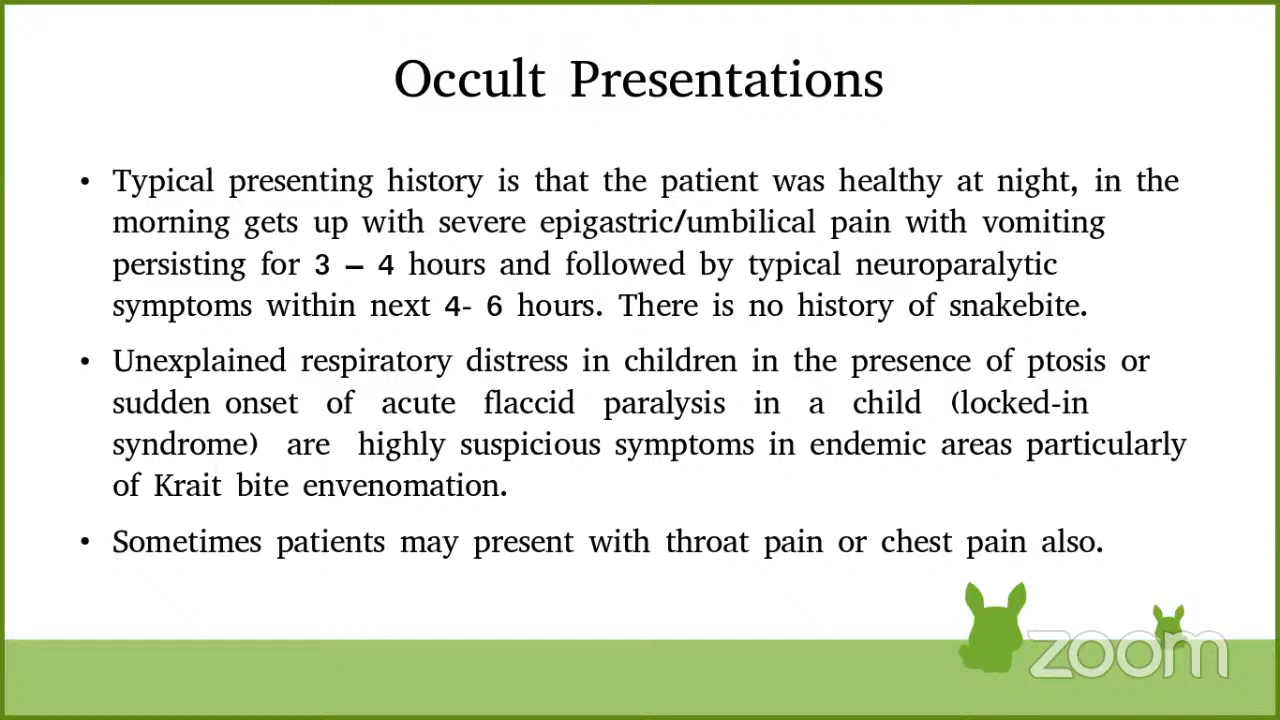 Occult Presentations
• Typical presenting history is that the patient was healthy at night, in the
morning gets up with severe epigastric/umbilical pain with vomiting
persisting for 3 – 4 hours and followed by typical neuroparalytic
symptoms within next 4- 6 hours. There is no history of snakebite.
• Unexplained respiratory distress in children in the presence of ptosis or
sudden onset of acute flaccid paralysis in a child (locked-in
syndrome) are highly suspicious symptoms in endemic areas particularly
of Krait bite envenomation.
• Sometimes patients may present with throat pain or chest pain also.
zoom